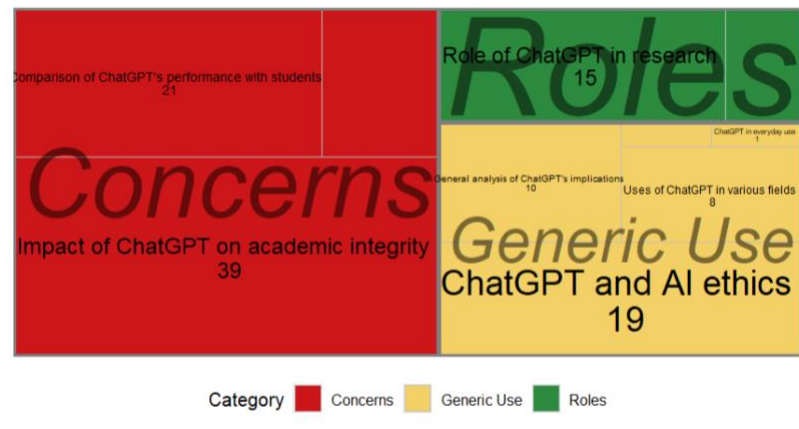 Comparison of ChatGPT's performance with students
21
Concerns
Impact of ChatGPT on academic integrity
39
Roles
Role of ChatGPT in research
15
ChatGPT in everyday use
1
General analysis of ChatGPT's implications
10
Uses of ChatGPT in various fields
8
Generic Use
ChatGPT and AI ethics
19
Category Concerns Generic Use Roles